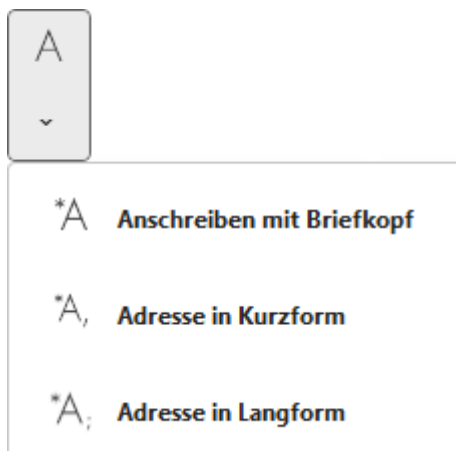 A
*A Anschreiben mit Briefkopf
*A, Adresse in Kurzform
*A; Adresse in Langform